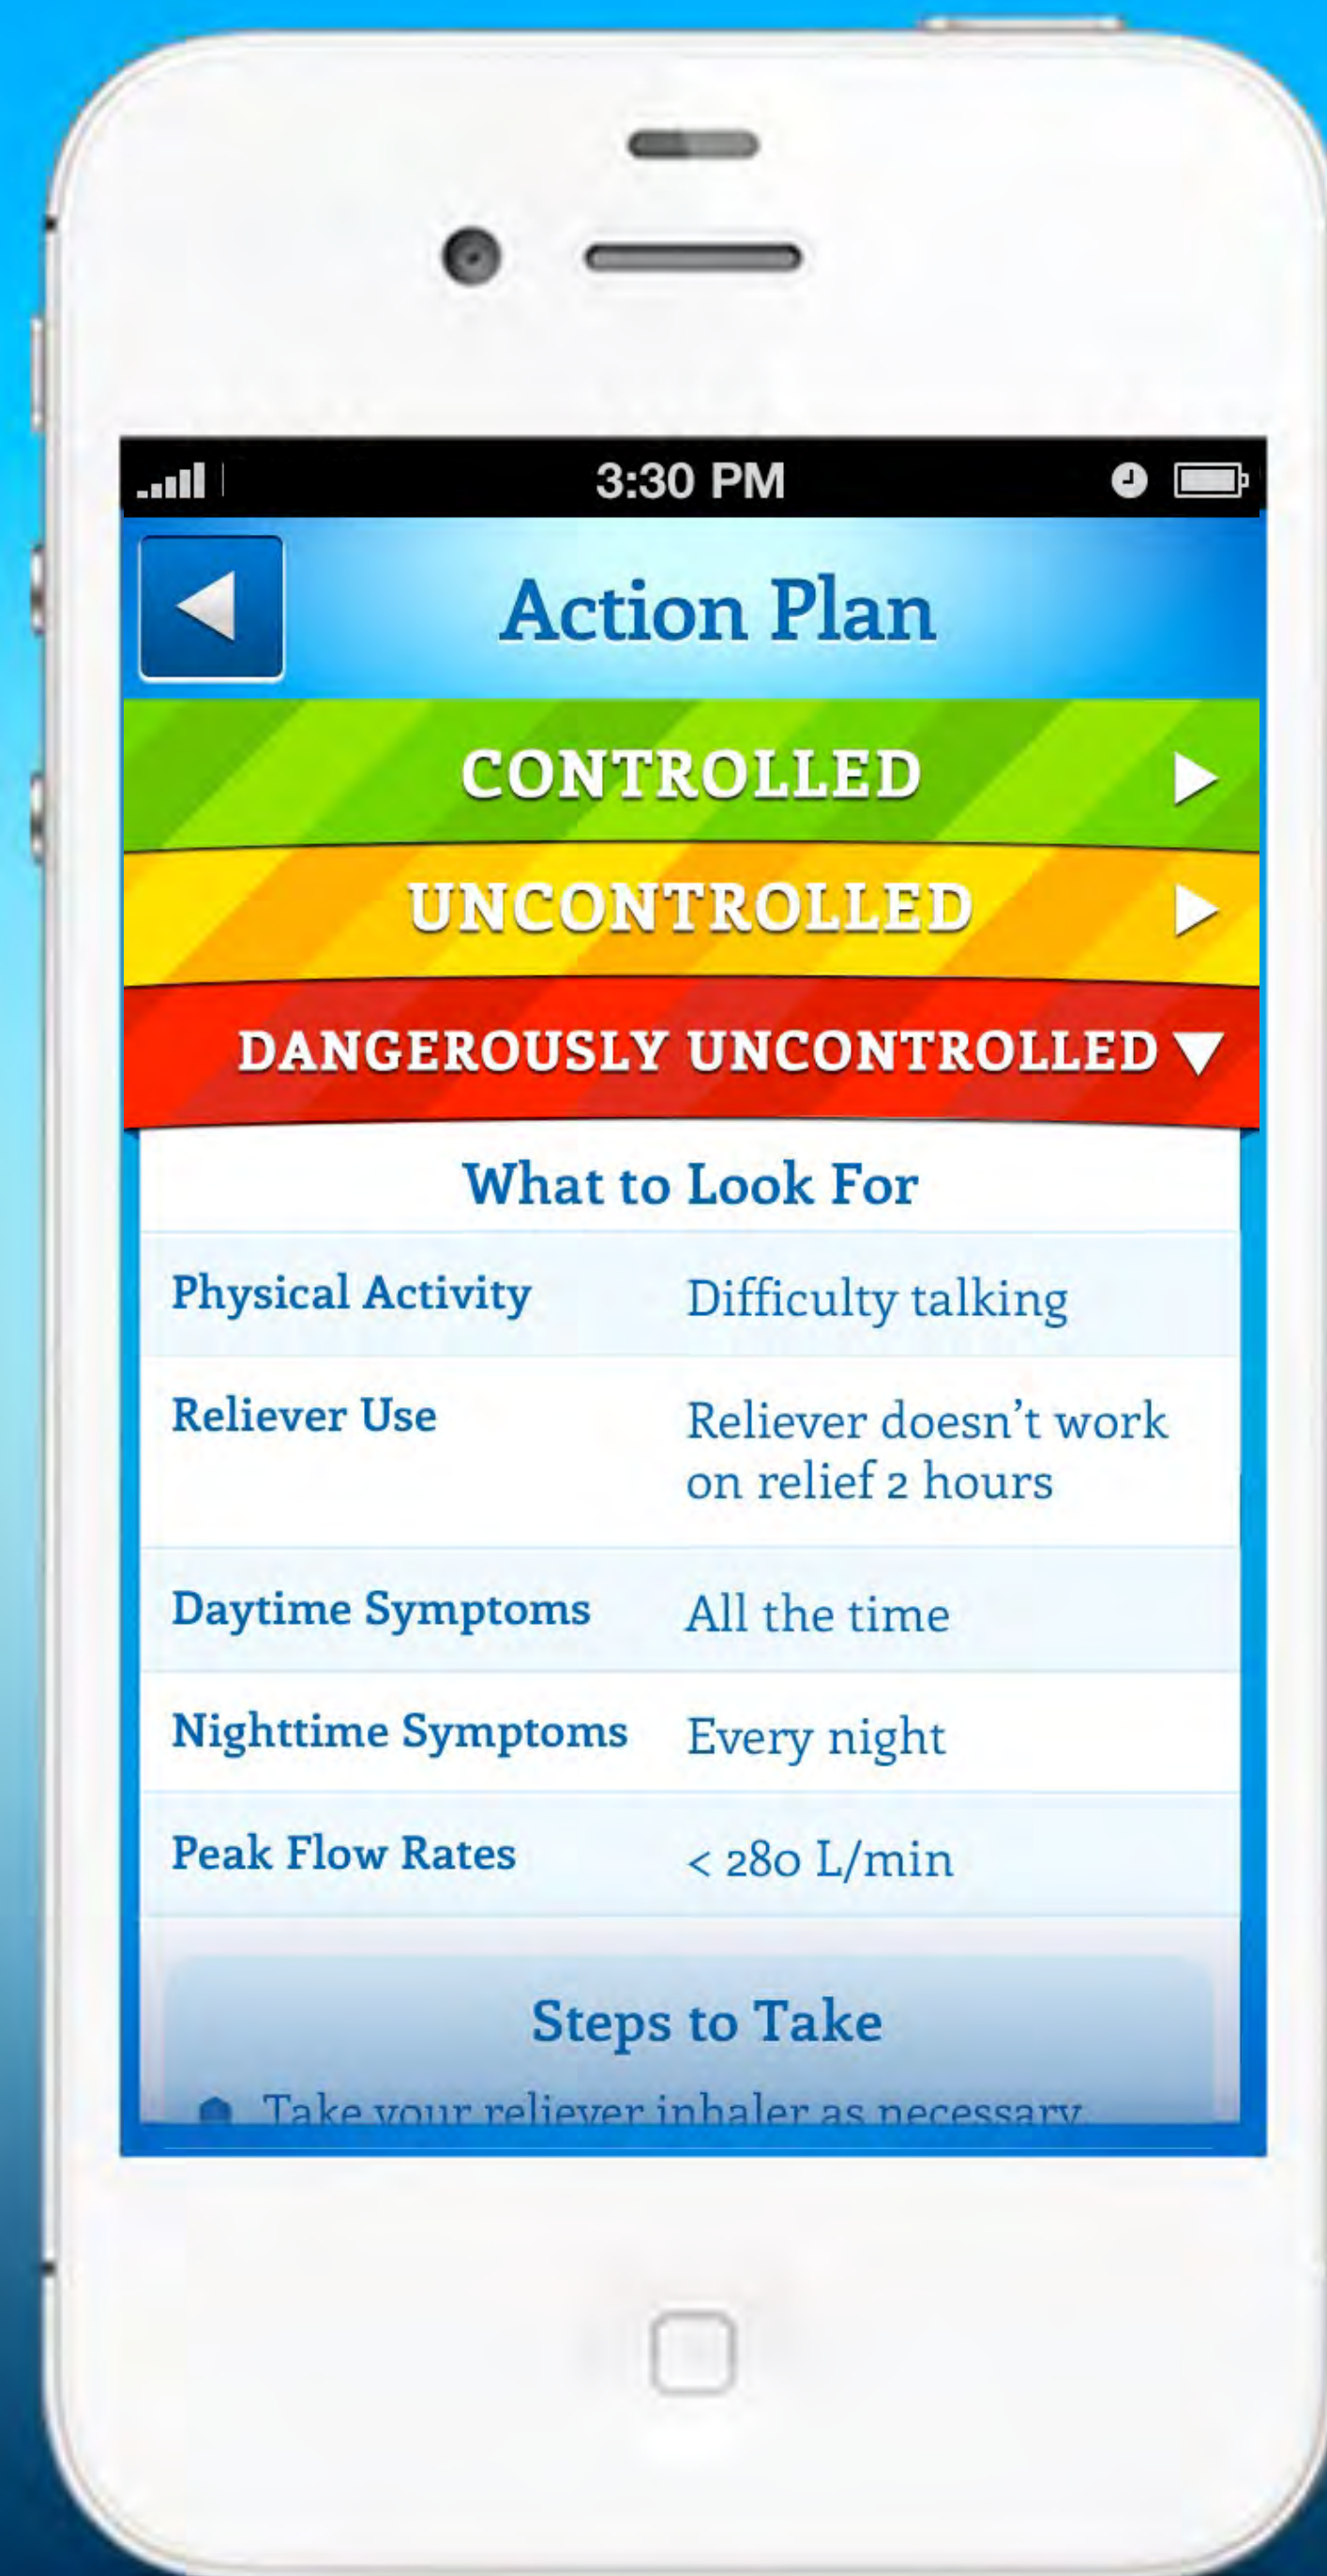 3:30 PM
Action Plan
CONTROLLED
UNCONTROLLED
DANGEROUSLY UNCONTROLLED
What to Look For
Physical Activity Difficulty talking
Reliever Use Reliever doesn't work
on relief 2 hours
Daytime Symptoms All the time
Nighttime Symptoms Every night
Peak Flow Rates < 280 L/min
Steps to Take
Take your reliever inhaler as necessary